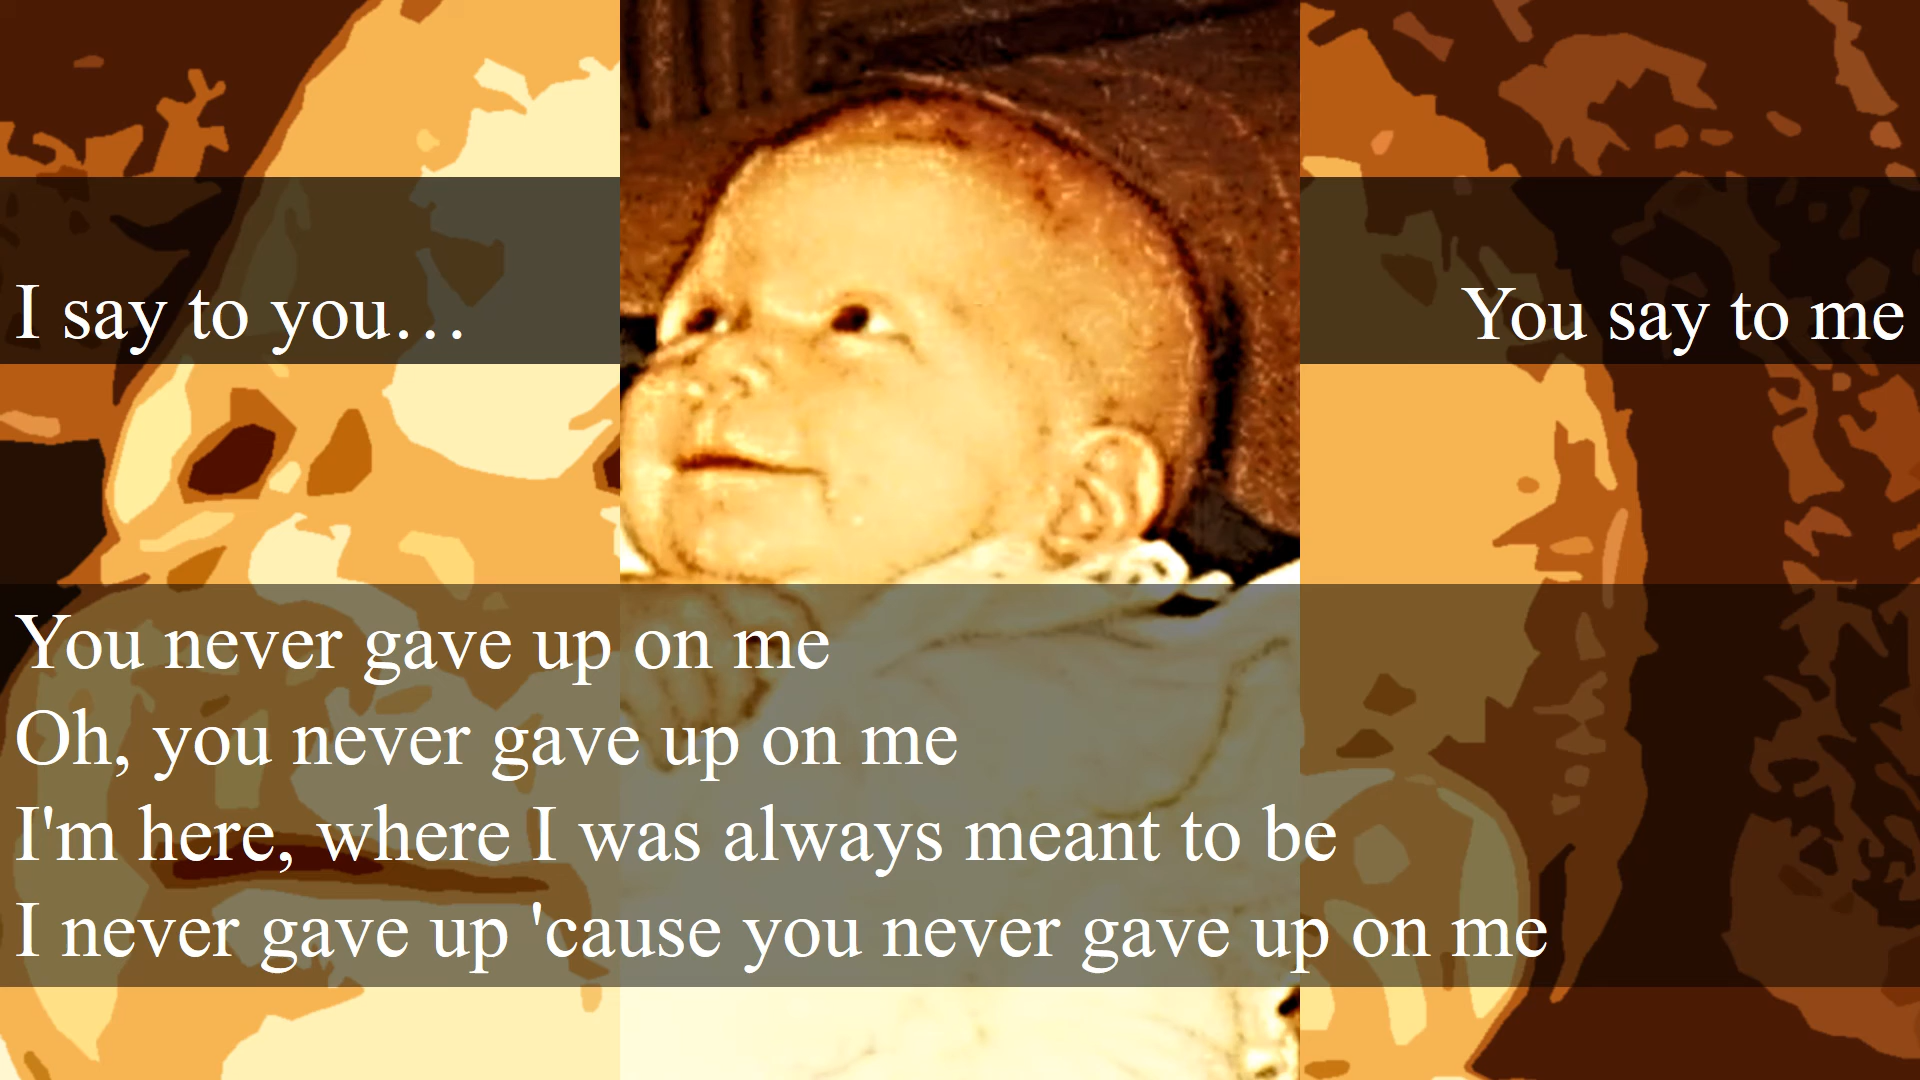 I say to you…
You say to me
You never gave up on me
Oh, you never gave up on me
I'm here, where I was always meant to be
I never gave up 'cause you never gave up on me